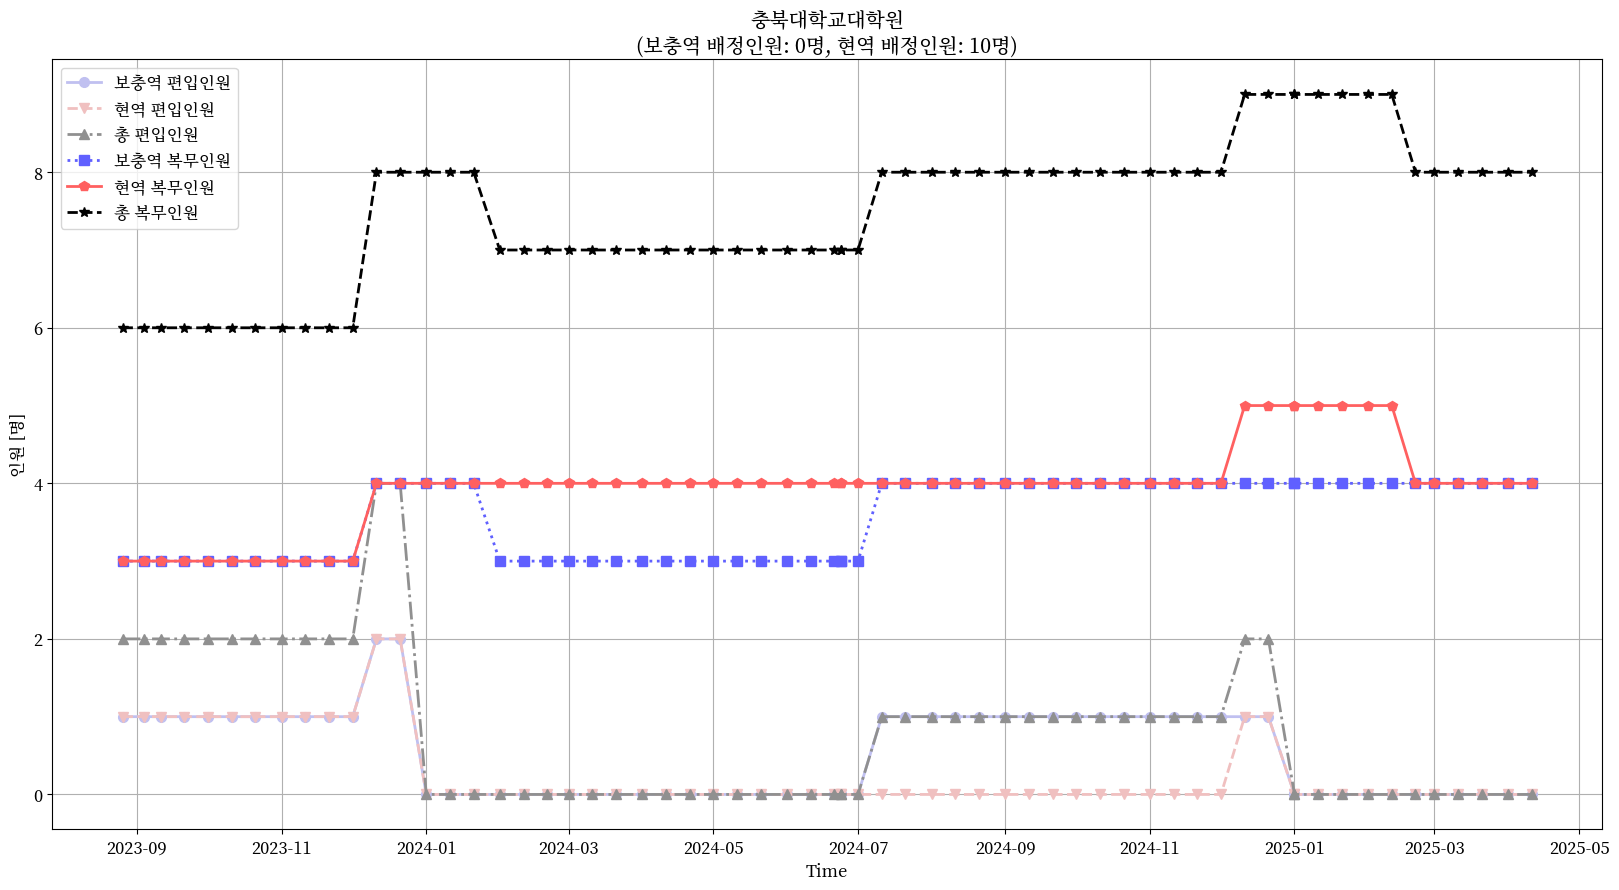 충북대학교대학원
(보충역 배정인원: 0명, 현역 배정인원: 10명)
보충역 편입인원
현역 편입인원
총 편입인원
보충역 복무인원
현역 복무인원
총 복무인원
인원 [명]
8
6
4
2
0
2023-09
2023-11
2024-01
2024-03
2024-05
2024-07
2024-09
2024-11
2025-01
2025-03
2025-05
Time